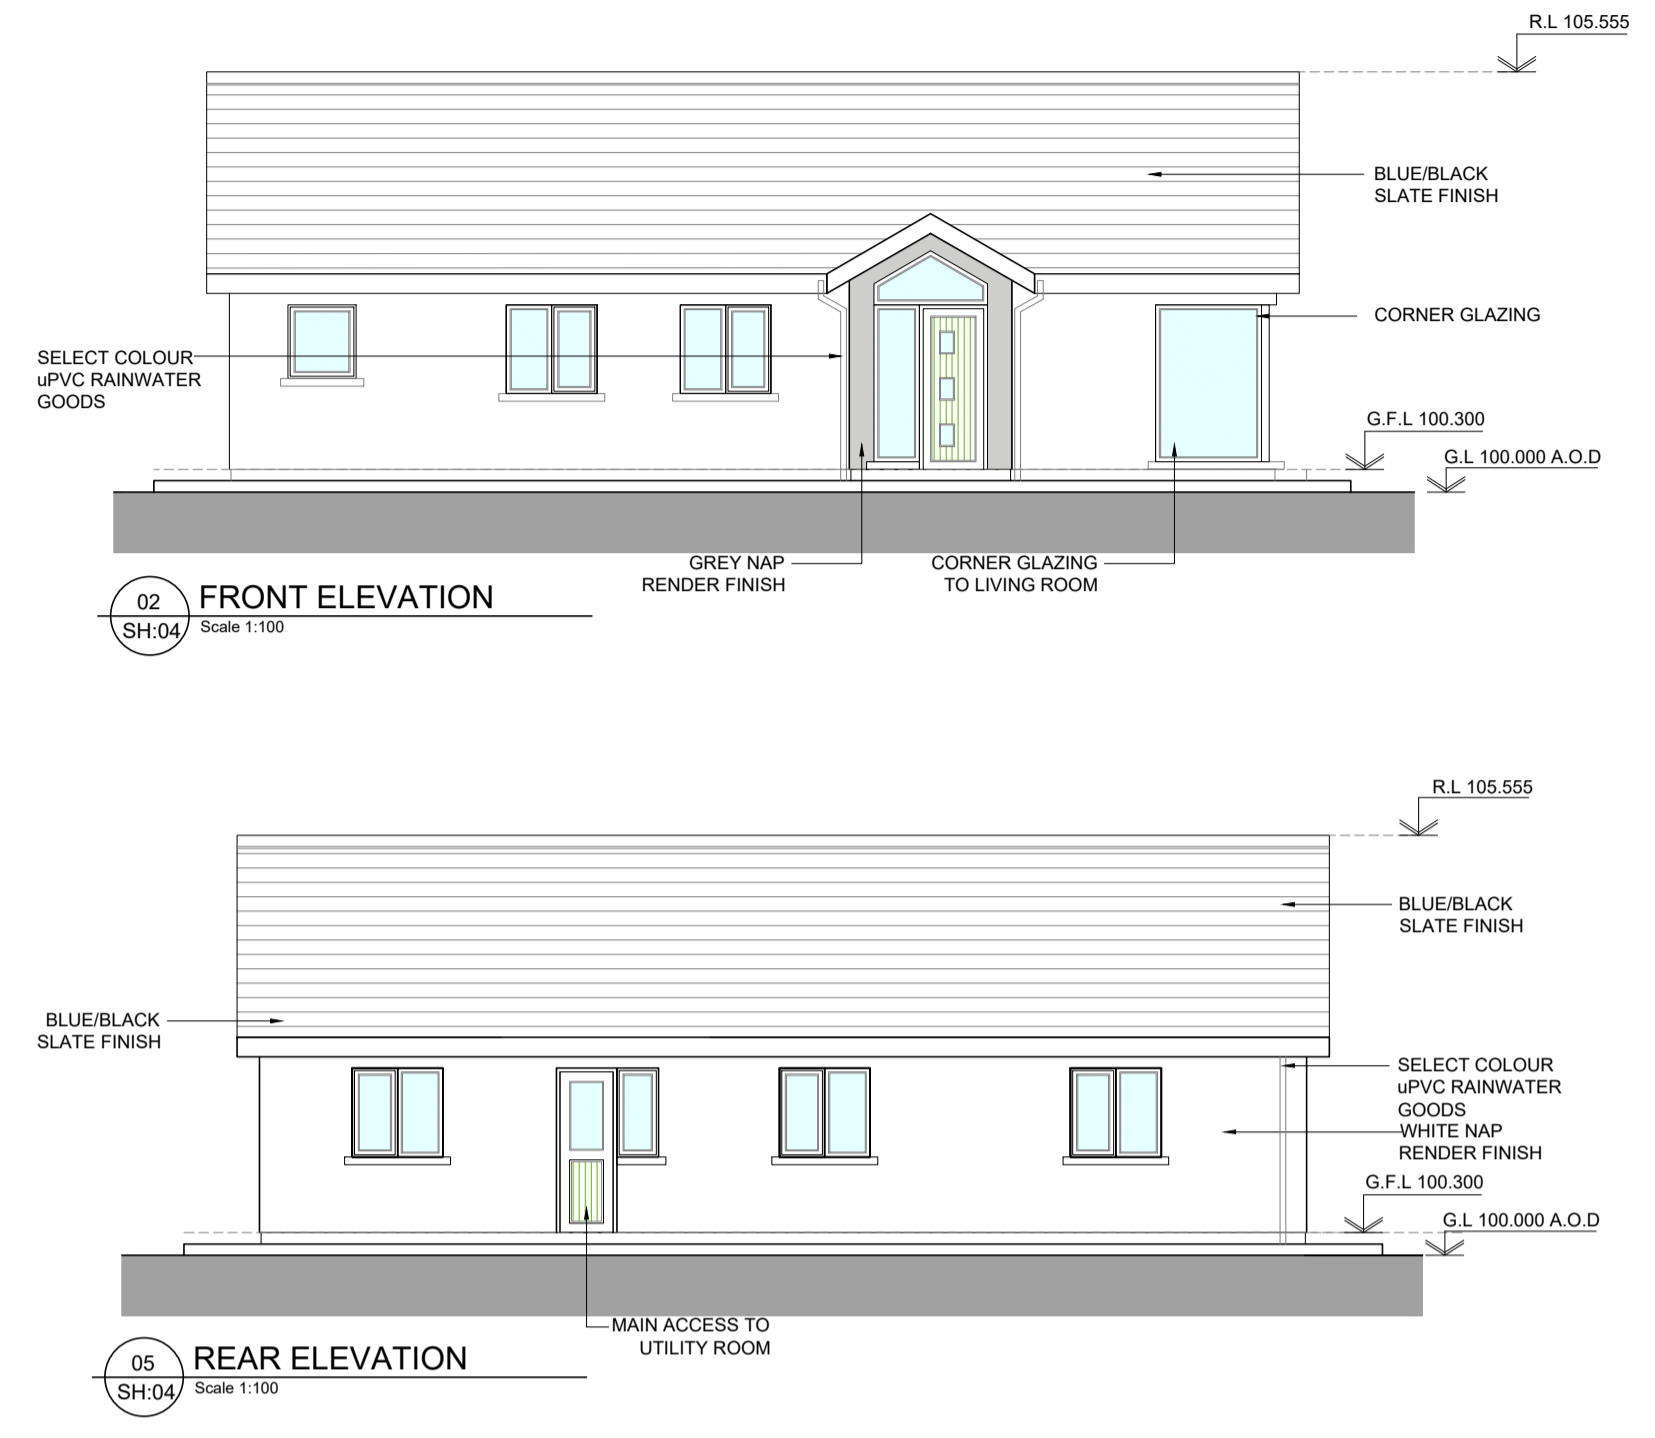 R.L 105.555
BLUE/BLACK
SLATE FINISH
CORNER GLAZING
SELECT COLOUR
uPVC RAINWATER
GOODS
G.F.L 100.300
G.L 100.000 A.O.D
GREY NAP
RENDER FINISH
CORNER GLAZING
TO LIVING ROOM
02
SH:04
FRONT ELEVATION
Scale 1:100
R.L 105.555
BLUE/BLACK
SLATE FINISH
BLUE/BLACK
SLATE FINISH
SELECT COLOUR
uPVC RAINWATER
GOODS
WHITE NAP
RENDER FINISH
G.F.L 100.300
G.L 100.000 A.O.D
MAIN ACCESS TO
UTILITY ROOM
05
SH:04
REAR ELEVATION
Scale 1:100